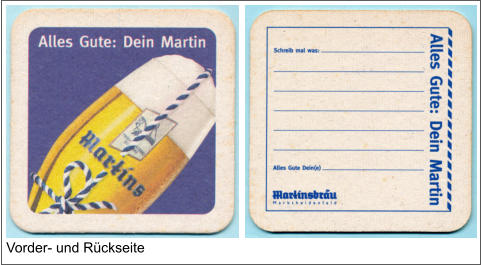 Alles Gute: Dein Martin
Martins
Schreib mal was:
Alles Gute: Dein Martin
Alles Gute Dein(e)
Martinsbräu
Marktheidenfeld
Vorder- und Rückseite